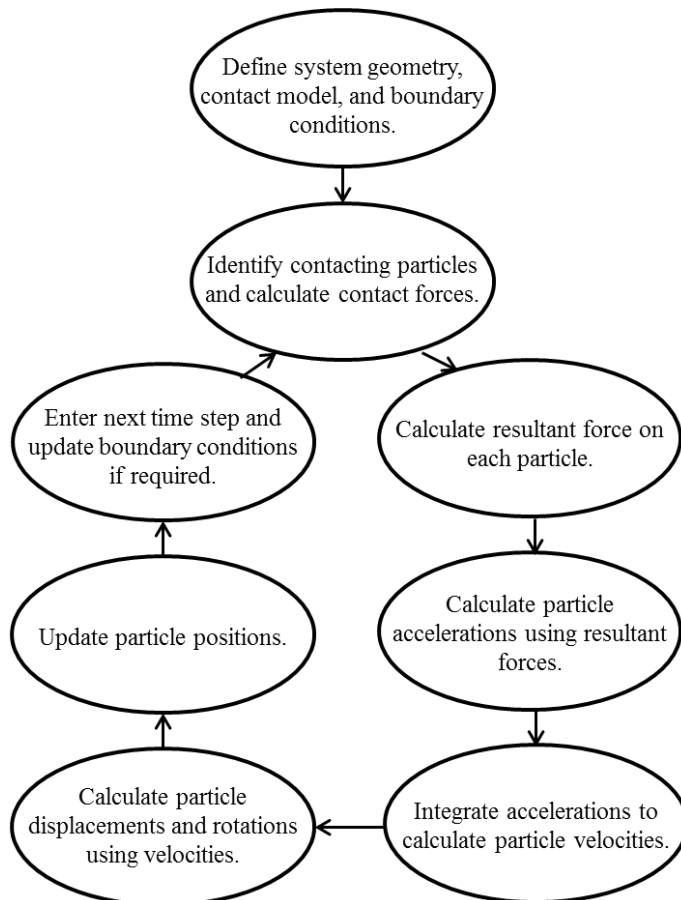 Define system geometry,
contact model, and boundary
conditions.
Identify contacting particles
and calculate contact forces.
Calculate resultant force on
each particle.
Calculate particle
accelerations using resultant
forces.
Integrate accelerations to
calculate particle velocities.
Calculate particle
displacements and rotations
using velocities.
Update particle positions.
Enter next time step and
update boundary conditions
if required.